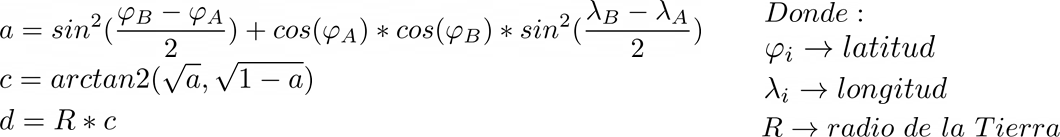 a = sin²((φ_B − φ_A)/2) + cos(φ_A) * cos(φ_B) * sin²((λ_B − λ_A)/2)
c = arctan2(√a, √(1 − a))
d = R * c
Donde :
φ_i → latitud
λ_i → longitud
R → radio de la Tierra